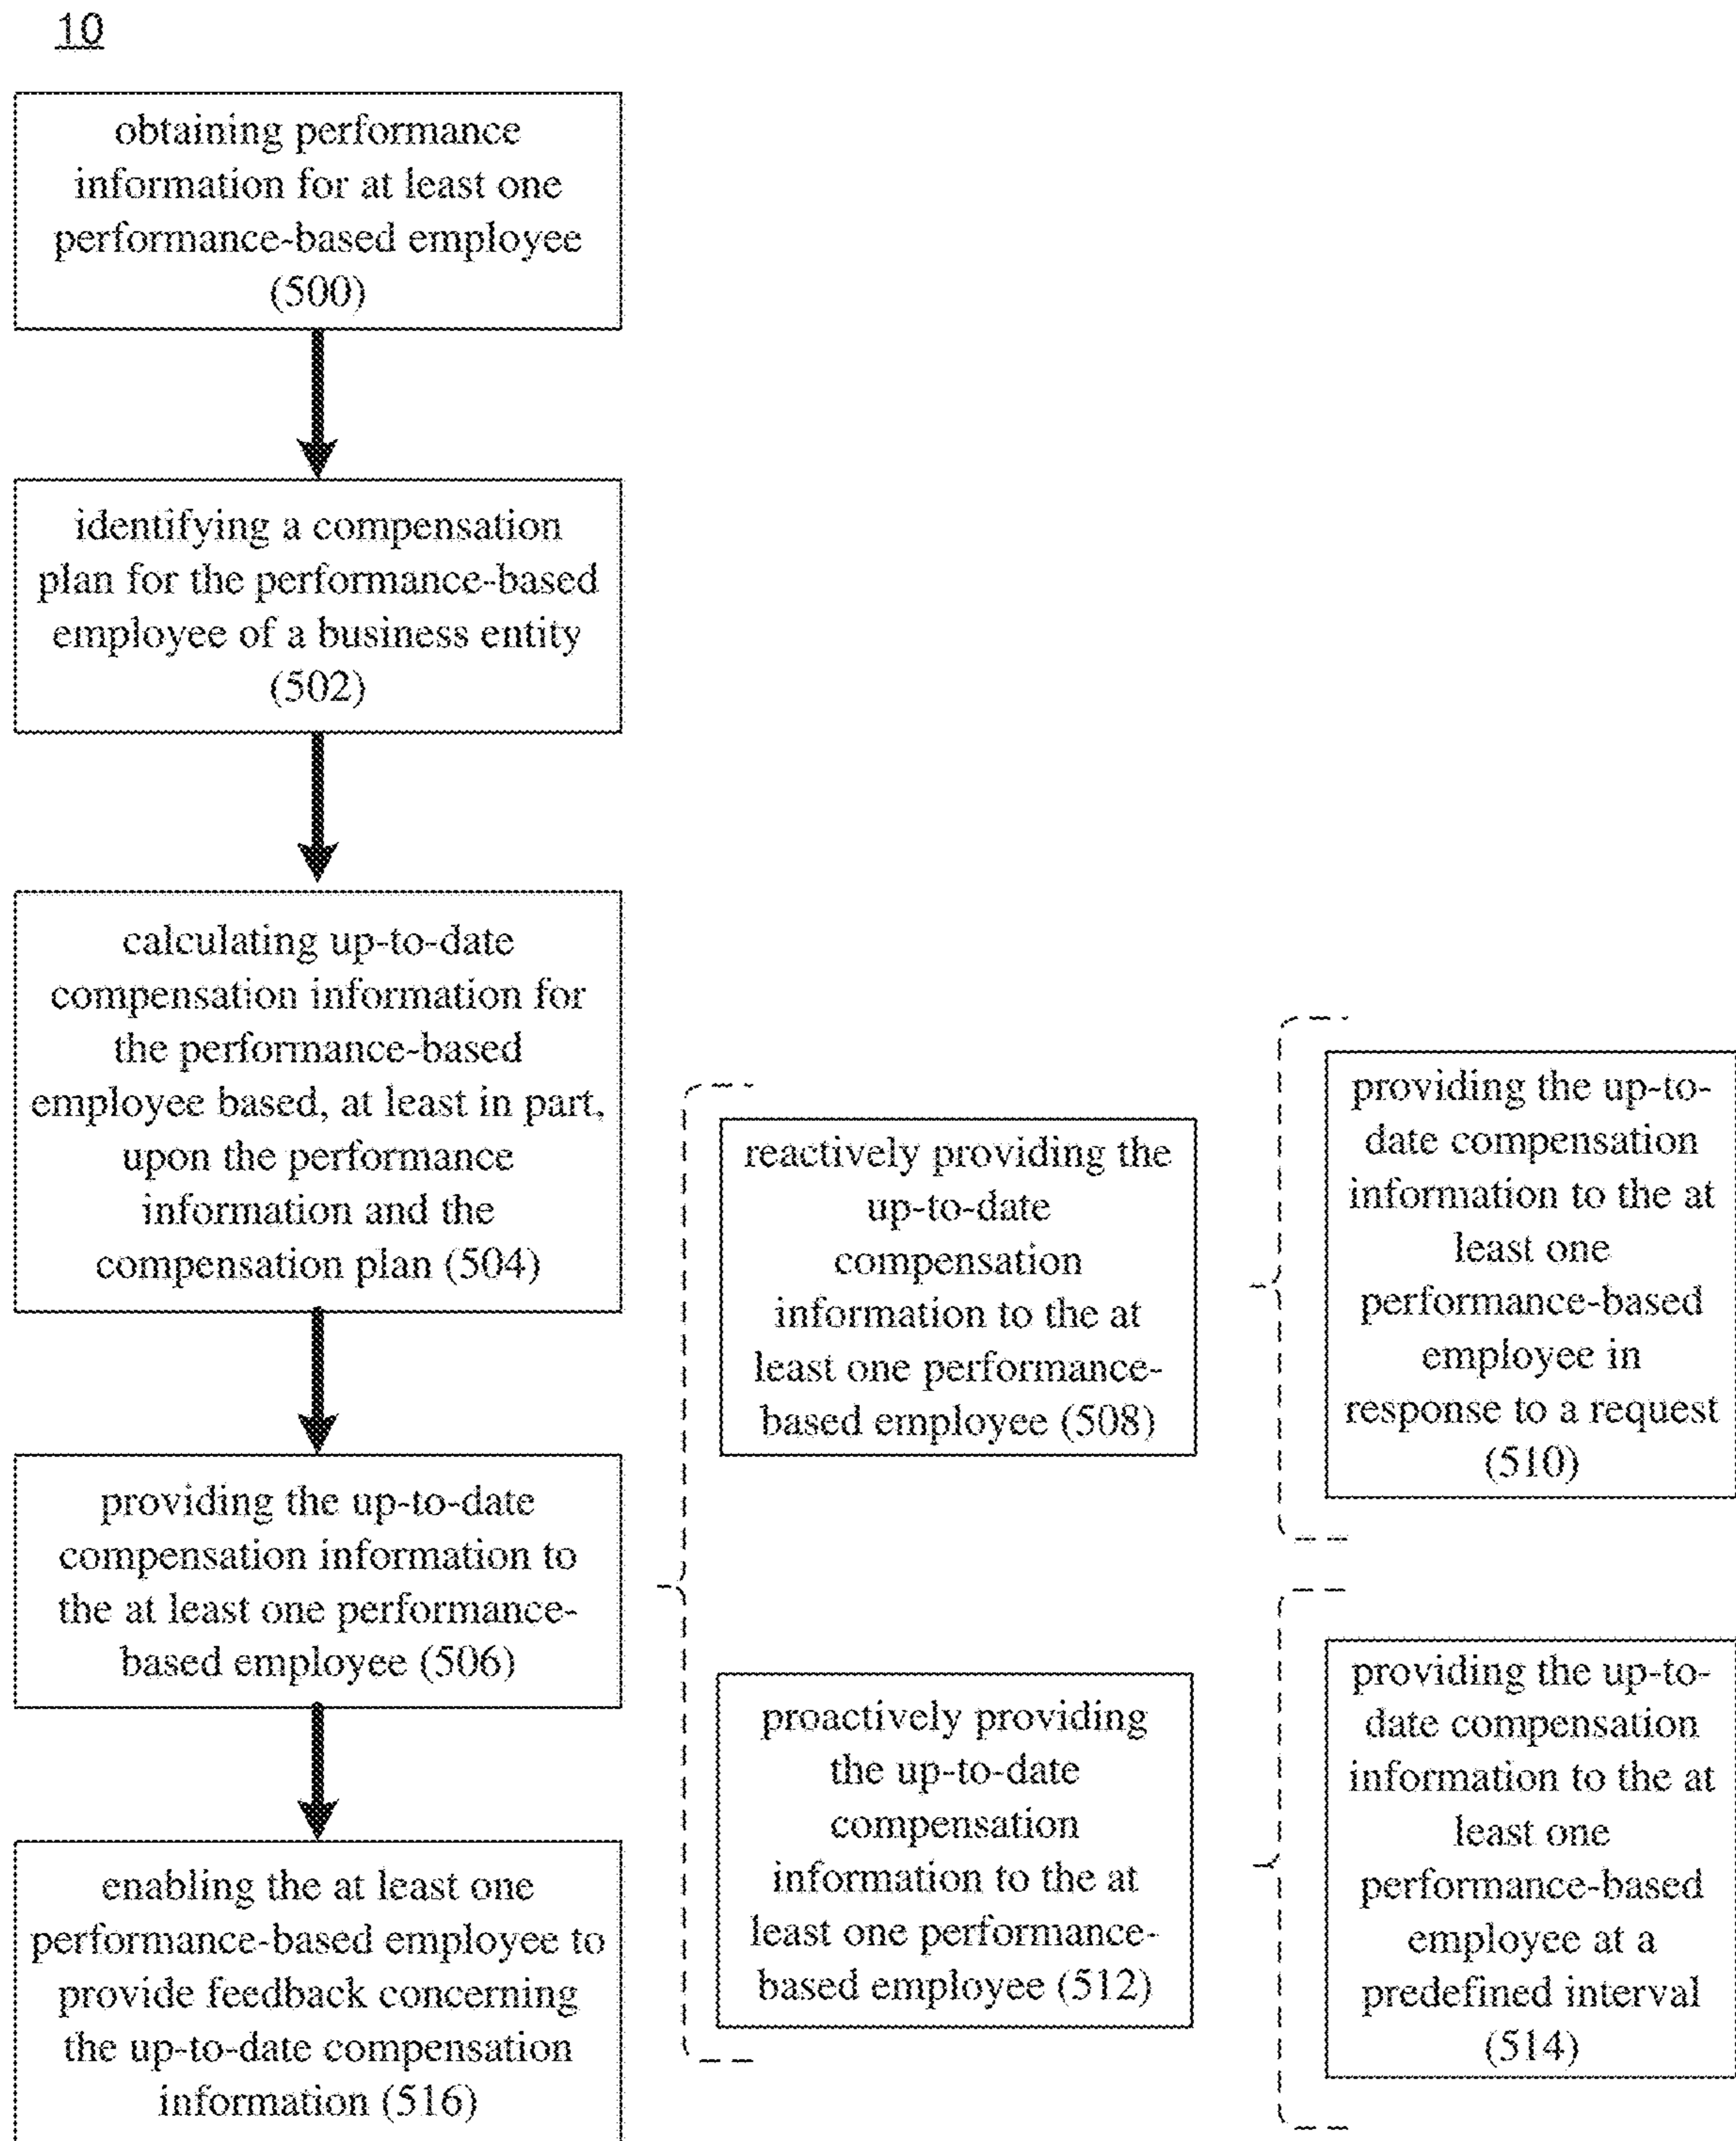 10
obtaining performance
information for at least one
performance-based employee
(500)
identifying a compensation
plan for the performance-based
employee of a business entity
(502)
calculating up-to-date
compensation information for
the performance-based
employee based, at least in part,
upon the performance
information and the
compensation plan (504)
providing the up-to-date
compensation information to
the at least one performance-
based employee (506)
enabling the at least one
performance-based employee to
provide feedback concerning
the up-to-date compensation
information (516)
reactively providing the
up-to-date
compensation
information to the at
least one performance-
based employee (508)
proactively providing
the up-to-date
compensation
information to the at
least one performance-
based employee (512)
providing the up-to-
date compensation
information to the at
least one
performance-based
employee in
response to a request
(510)
providing the up-to-
date compensation
information to the at
least one
performance-based
employee at a
predefined interval
(514)